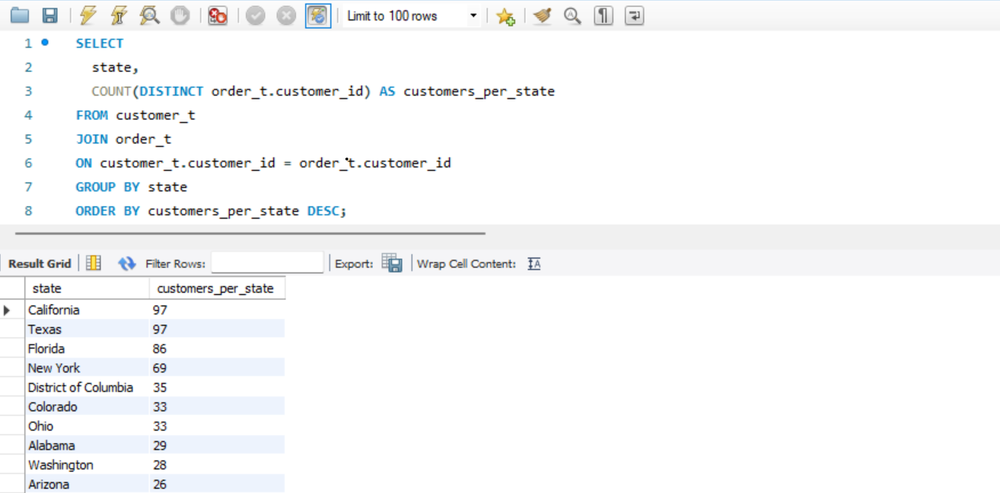 Limit to 100 rows
1 SELECT
2 state,
3 COUNT(DISTINCT order_t.customer_id) AS customers_per_state
4 FROM customer_t
5 JOIN order_t
6 ON customer_t.customer_id = order_t.customer_id
7 GROUP BY state
8 ORDER BY customers_per_state DESC;
Result Grid Filter Rows: Export: Wrap Cell Content: IA
state customers_per_state
California 97
Texas 97
Florida 86
New York 69
District of Columbia 35
Colorado 33
Ohio 33
Alabama 29
Washington 28
Arizona 26